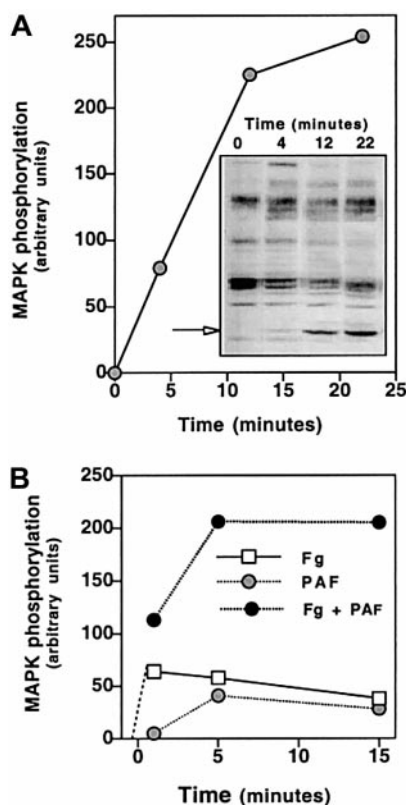 A
MAPK phosphorylation
(arbitrary units)
250
200
150
100
50
0
Time (minutes)
0 4 12 22
0 5 10 15 20 25
Time (minutes)
B
MAPK phosphorylation
(arbitrary units)
250
200
150
100
50
0
Fg
PAF
Fg + PAF
0 5 10 15
Time (minutes)